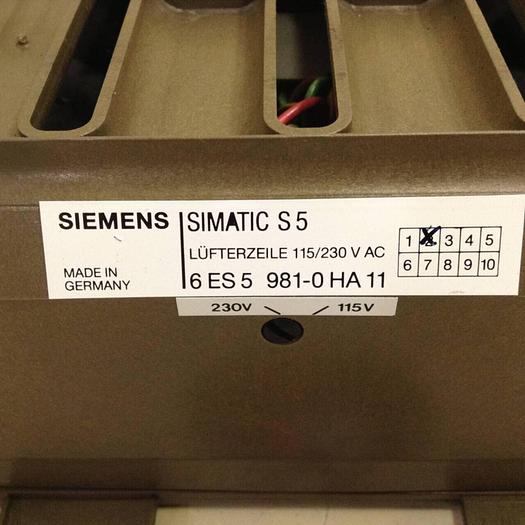 SIEMENS
SIMATIC S5
LÜFTERZEILE 115/230 V AC
MADE IN
GERMANY
6 ES 5 981-0 HA 11
1 2 3 4 5
6 7 8 9 10
230V 115V